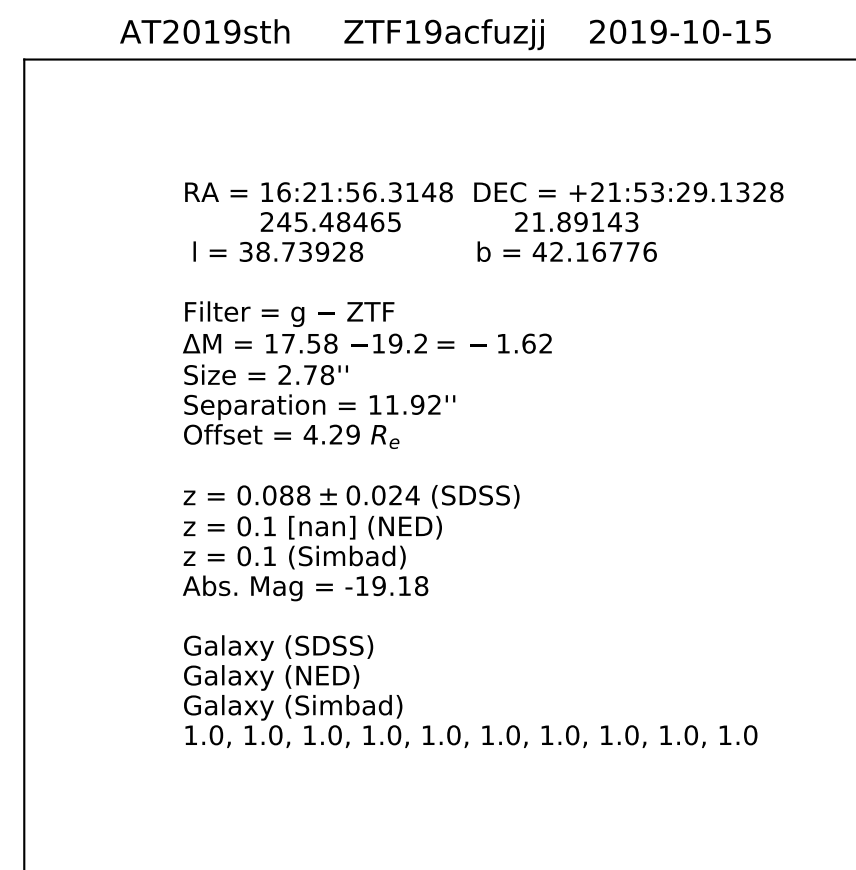 AT2019sth ZTF19acfuzjj 2019-10-15
RA = 16:21:56.3148 DEC = +21:53:29.1328
245.48465 21.89143
l = 38.73928 b = 42.16776
Filter = g − ZTF
ΔM = 17.58 −19.2 = − 1.62
Size = 2.78''
Separation = 11.92''
Offset = 4.29 Re
z = 0.088 ± 0.024 (SDSS)
z = 0.1 [nan] (NED)
z = 0.1 (Simbad)
Abs. Mag = -19.18
Galaxy (SDSS)
Galaxy (NED)
Galaxy (Simbad)
1.0, 1.0, 1.0, 1.0, 1.0, 1.0, 1.0, 1.0, 1.0, 1.0